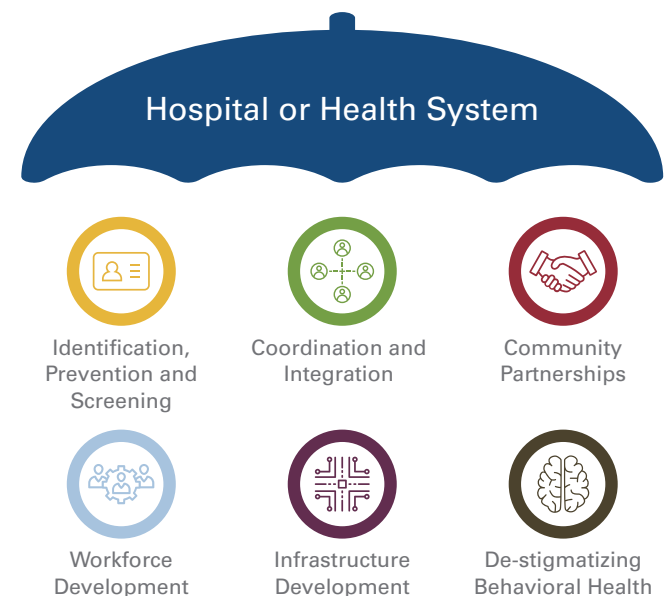 Hospital or Health System
Identification,
Prevention and
Screening
Coordination and
Integration
Community
Partnerships
Workforce
Development
Infrastructure
Development
De-stigmatizing
Behavioral Health